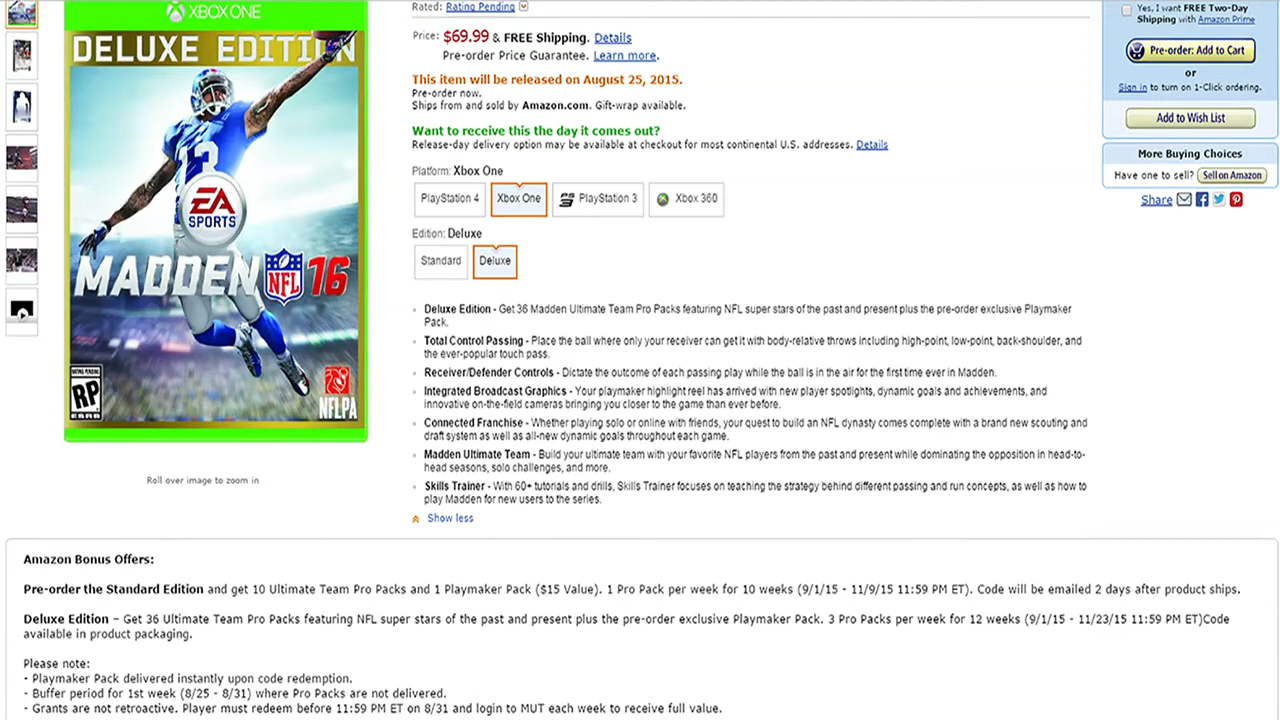 XBOX ONE
DELUXE EDITION
13
EA
SPORTS
MADDEN NFL 16
RATING PENDING
RP
ESRB
NFLPA
Roll over image to zoom in
Rated: Rating Pending
Price: $69.99 & FREE Shipping. Details
Pre-order Price Guarantee. Learn more.
This item will be released on August 25, 2015.
Pre-order now.
Ships from and sold by Amazon.com. Gift-wrap available.
Want to receive this the day it comes out?
Release-day delivery option may be available at checkout for most continental U.S. addresses. Details
Platform: Xbox One
PlayStation 4 Xbox One PlayStation 3 Xbox 360
Edition: Deluxe
Standard Deluxe
Deluxe Edition - Get 36 Madden Ultimate Team Pro Packs featuring NFL super stars of the past and present plus the pre-order exclusive Playmaker
Pack.
Total Control Passing - Place the ball where only your receiver can get it with body-relative throws including high-point, low-point, back-shoulder, and
the ever-popular touch pass.
Receiver/Defender Controls - Dictate the outcome of each passing play while the ball is in the air for the first time ever in Madden.
Integrated Broadcast Graphics - Your playmaker highlight reel has arrived with new player spotlights, dynamic goals and achievements, and
innovative on-the-field cameras bringing you closer to the game than ever before.
Connected Franchise - Whether playing solo or online with friends, your quest to build an NFL dynasty comes complete with a brand new scouting and
draft system as well as all-new dynamic goals throughout each game.
Madden Ultimate Team - Build your ultimate team with your favorite NFL players from the past and present while dominating the opposition in head-to-
head seasons, solo challenges, and more.
Skills Trainer - With 60+ tutorials and drills, Skills Trainer focuses on teaching the strategy behind different passing and run concepts, as well as how to
play Madden for new users to the series.
Show less
Yes, I want FREE Two-Day
Shipping with Amazon Prime
Pre-order: Add to Cart
or
Sign in to turn on 1-Click ordering.
Add to Wish List
More Buying Choices
Have one to sell? Sell on Amazon
Share
Amazon Bonus Offers:
Pre-order the Standard Edition and get 10 Ultimate Team Pro Packs and 1 Playmaker Pack ($15 Value). 1 Pro Pack per week for 10 weeks (9/1/15 - 11/9/15 11:59 PM ET). Code will be emailed 2 days after product ships.
Deluxe Edition – Get 36 Ultimate Team Pro Packs featuring NFL super stars of the past and present plus the pre-order exclusive Playmaker Pack. 3 Pro Packs per week for 12 weeks (9/1/15 - 11/23/15 11:59 PM ET)Code
available in product packaging.
Please note:
- Playmaker Pack delivered instantly upon code redemption.
- Buffer period for 1st week (8/25 - 8/31) where Pro Packs are not delivered.
- Grants are not retroactive. Player must redeem before 11:59 PM ET on 8/31 and login to MUT each week to receive full value.